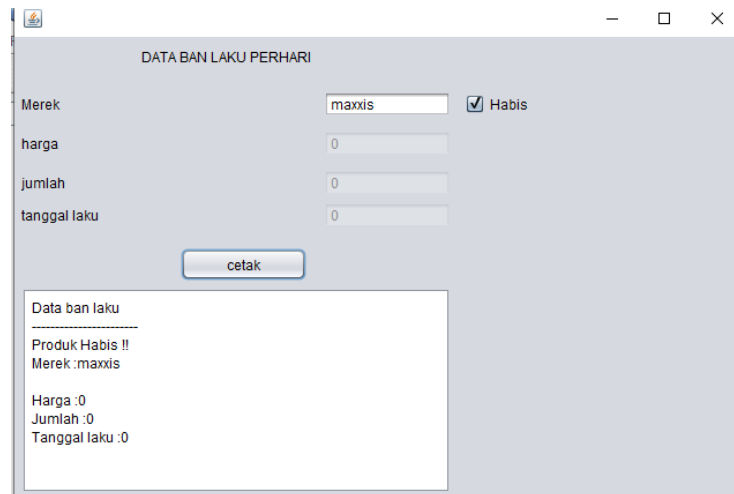 DATA BAN LAKU PERHARI
Merek maxxis Habis
harga 0
jumlah 0
tanggal laku 0
cetak
Data ban laku
-----------------------
Produk Habis !!
Merek :maxxis
Harga :0
Jumlah :0
Tanggal laku :0